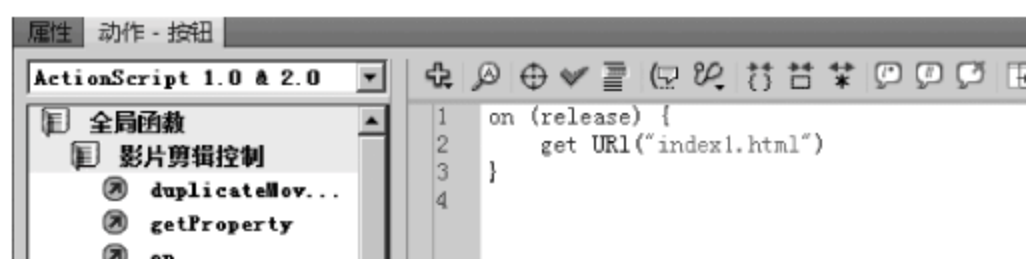 属性 动作 - 按钮
ActionScript 1.0 & 2.0
全局函数
影片剪辑控制
duplicateMov...
getProperty
on
1 on (release) {
2 get URl("index1.html")
3 }
4